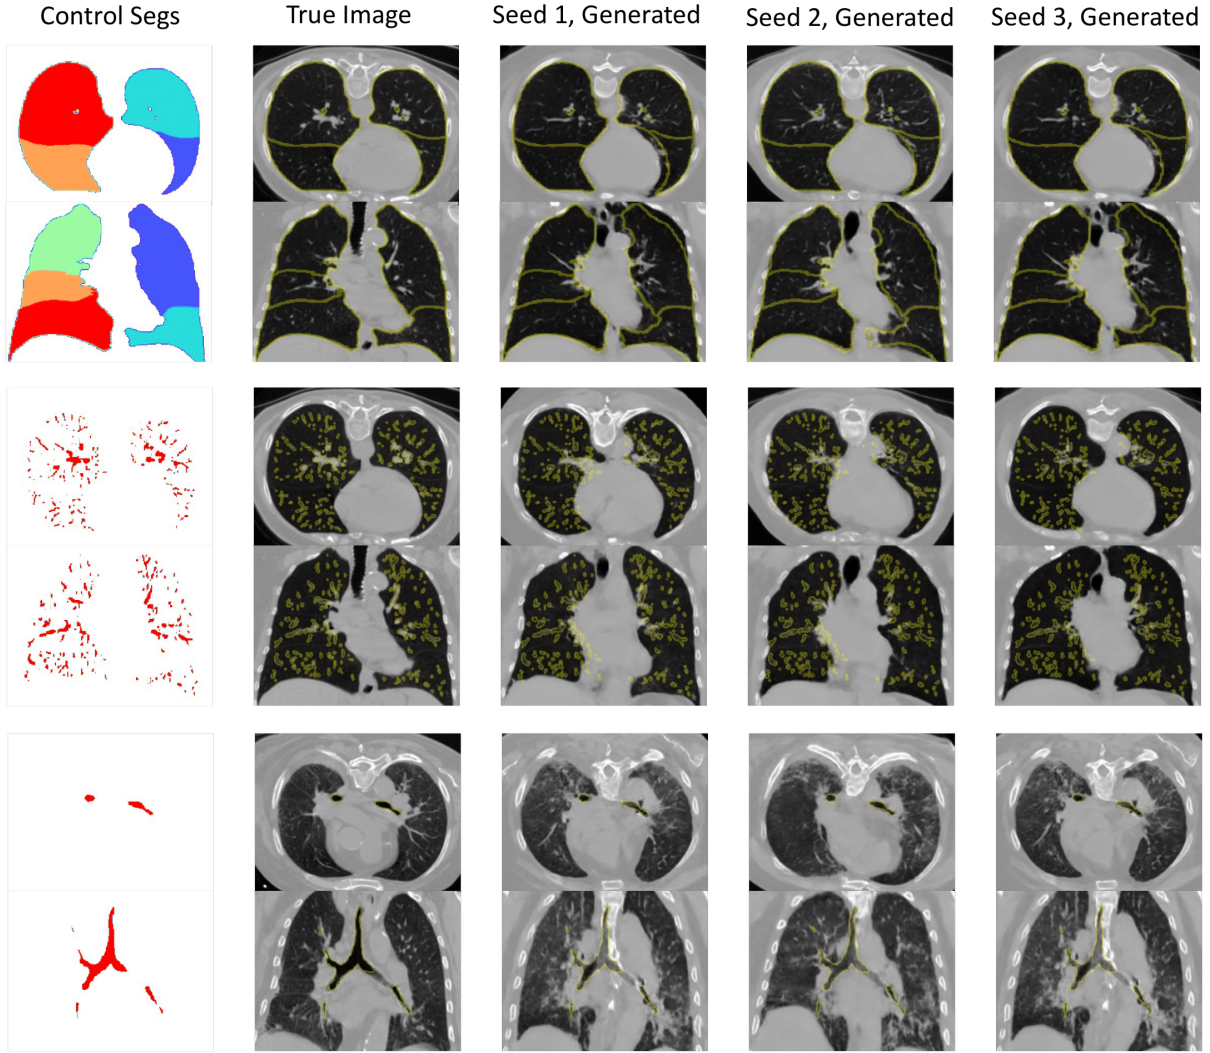 Control Segs
True Image
Seed 1, Generated
Seed 2, Generated
Seed 3, Generated